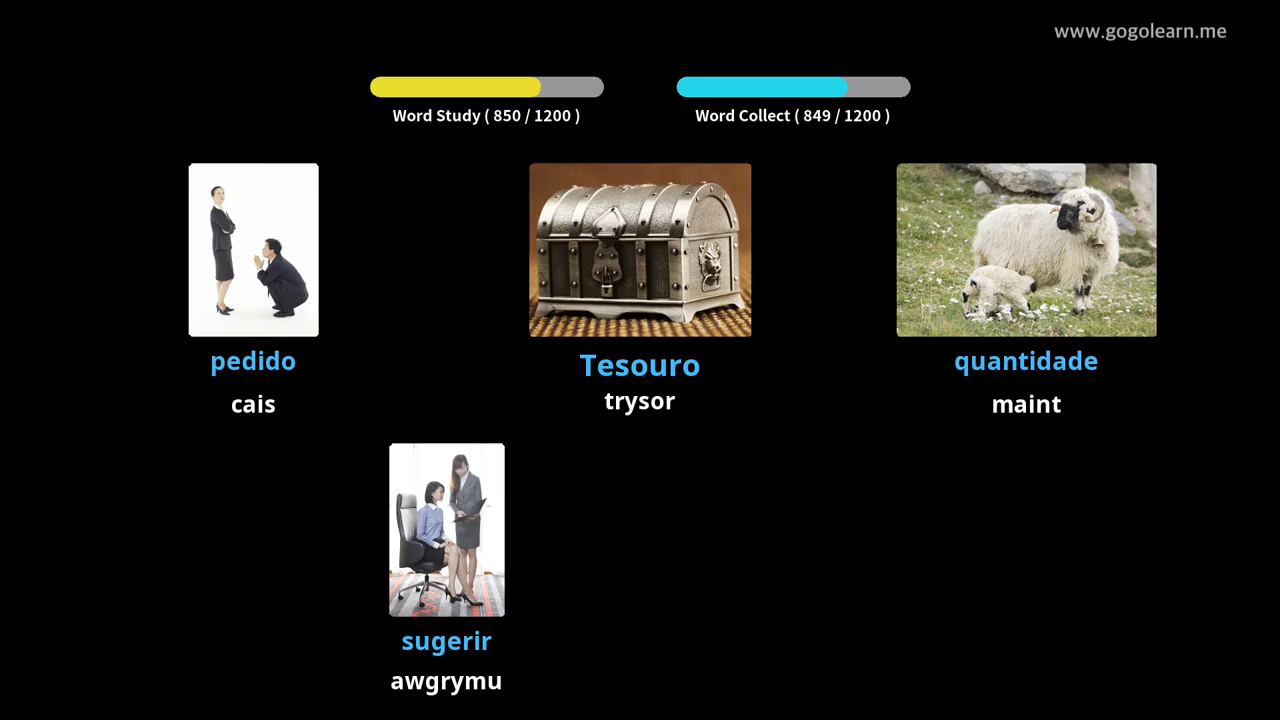 www.gogolearn.me
Word Study ( 850 / 1200 )
Word Collect ( 849 / 1200 )
pedido
cais
Tesouro
trysor
quantidade
maint
sugerir
awgrymu